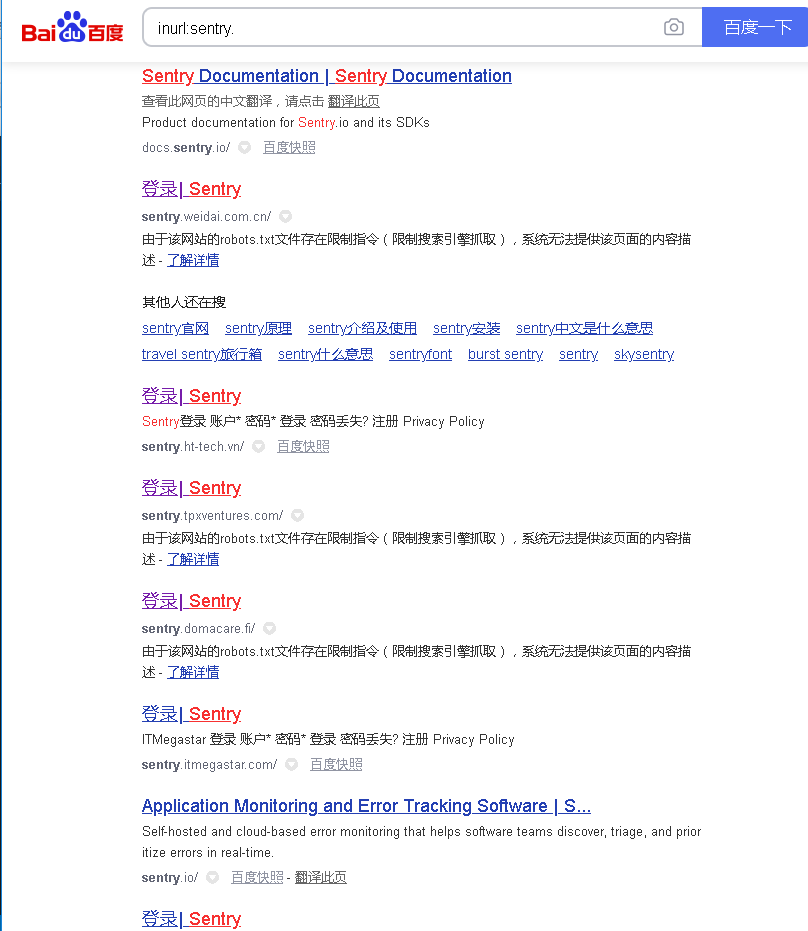 Bai du 百度
inurl:sentry.
百度一下
Sentry Documentation | Sentry Documentation
查看此网页的中文翻译，请点击 翻译此页
Product documentation for Sentry.io and its SDKs
docs.sentry.io/ 百度快照
登录| Sentry
sentry.weidai.com.cn/
由于该网站的robots.txt文件存在限制指令（限制搜索引擎抓取），系统无法提供该页面的内容描
述 - 了解详情
其他人还在搜
sentry官网 sentry原理 sentry介绍及使用 sentry安装 sentry中文是什么意思
travel sentry旅行箱 sentry什么意思 sentryfont burst sentry sentry skysentry
登录| Sentry
Sentry登录 账户* 密码* 登录 密码丢失? 注册 Privacy Policy
sentry.ht-tech.vn/ 百度快照
登录| Sentry
sentry.tpxventures.com/
由于该网站的robots.txt文件存在限制指令（限制搜索引擎抓取），系统无法提供该页面的内容描
述 - 了解详情
登录| Sentry
sentry.domacare.fi/
由于该网站的robots.txt文件存在限制指令（限制搜索引擎抓取），系统无法提供该页面的内容描
述 - 了解详情
登录| Sentry
ITMegastar 登录 账户* 密码* 登录 密码丢失? 注册 Privacy Policy
sentry.itmegastar.com/ 百度快照
Application Monitoring and Error Tracking Software | S...
Self-hosted and cloud-based error monitoring that helps software teams discover, triage, and prior
itize errors in real-time.
sentry.io/ 百度快照 - 翻译此页
登录| Sentry